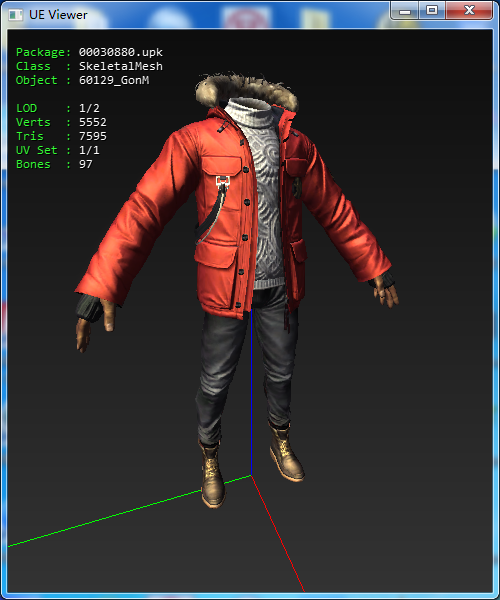 UE Viewer
Package: 00030880.upk
Class : SkeletalMesh
Object : 60129_GonM
LOD : 1/2
Verts : 5552
Tris : 7595
UV Set : 1/1
Bones : 97